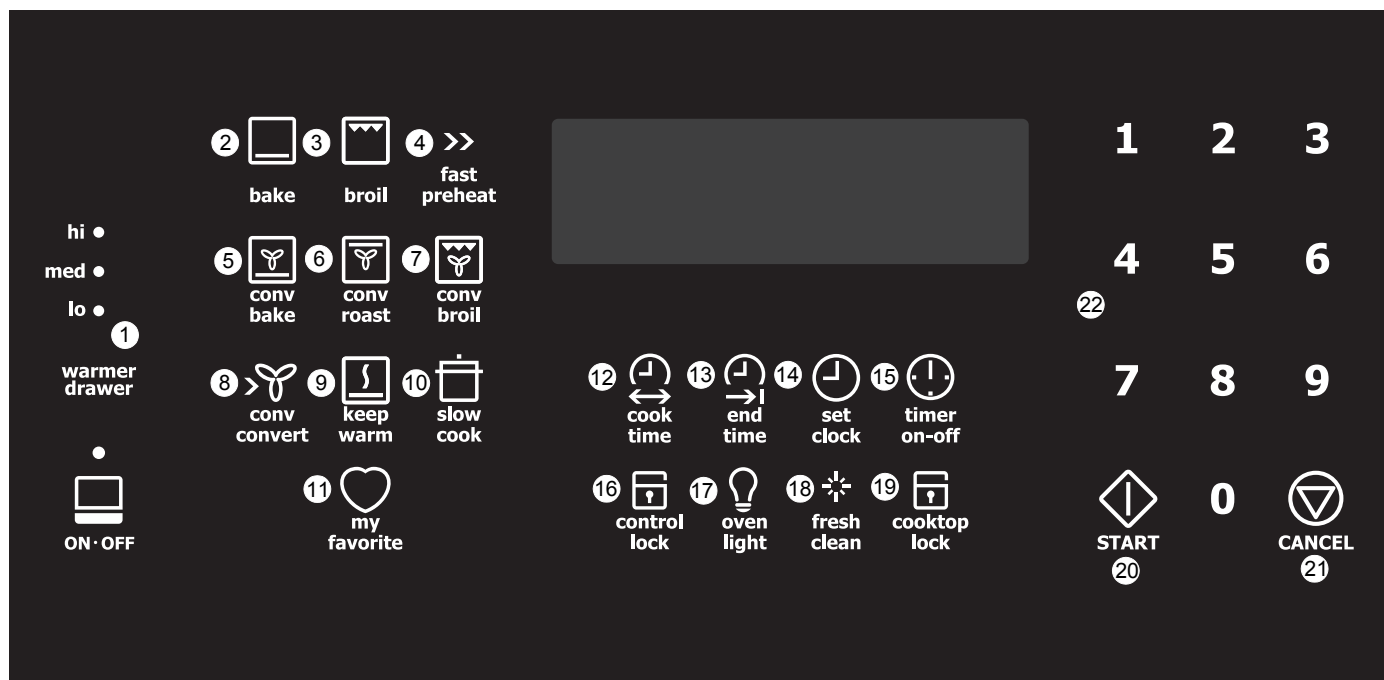 1 2 3
2 3 4
bake broil fast
preheat
hi
med
lo
1
warmer
drawer
5 6 7
conv
bake
conv
roast
conv
broil
4 5 6
22
8 9 10
conv
convert
keep
warm
slow
cook
12 13 14 15
cook
time
end
time
set
clock
timer
on-off
7 8 9
ON·OFF
11
my
favorite
16 17 18 19
control
lock
oven
light
fresh
clean
cooktop
lock
0
START
20
CANCEL
21